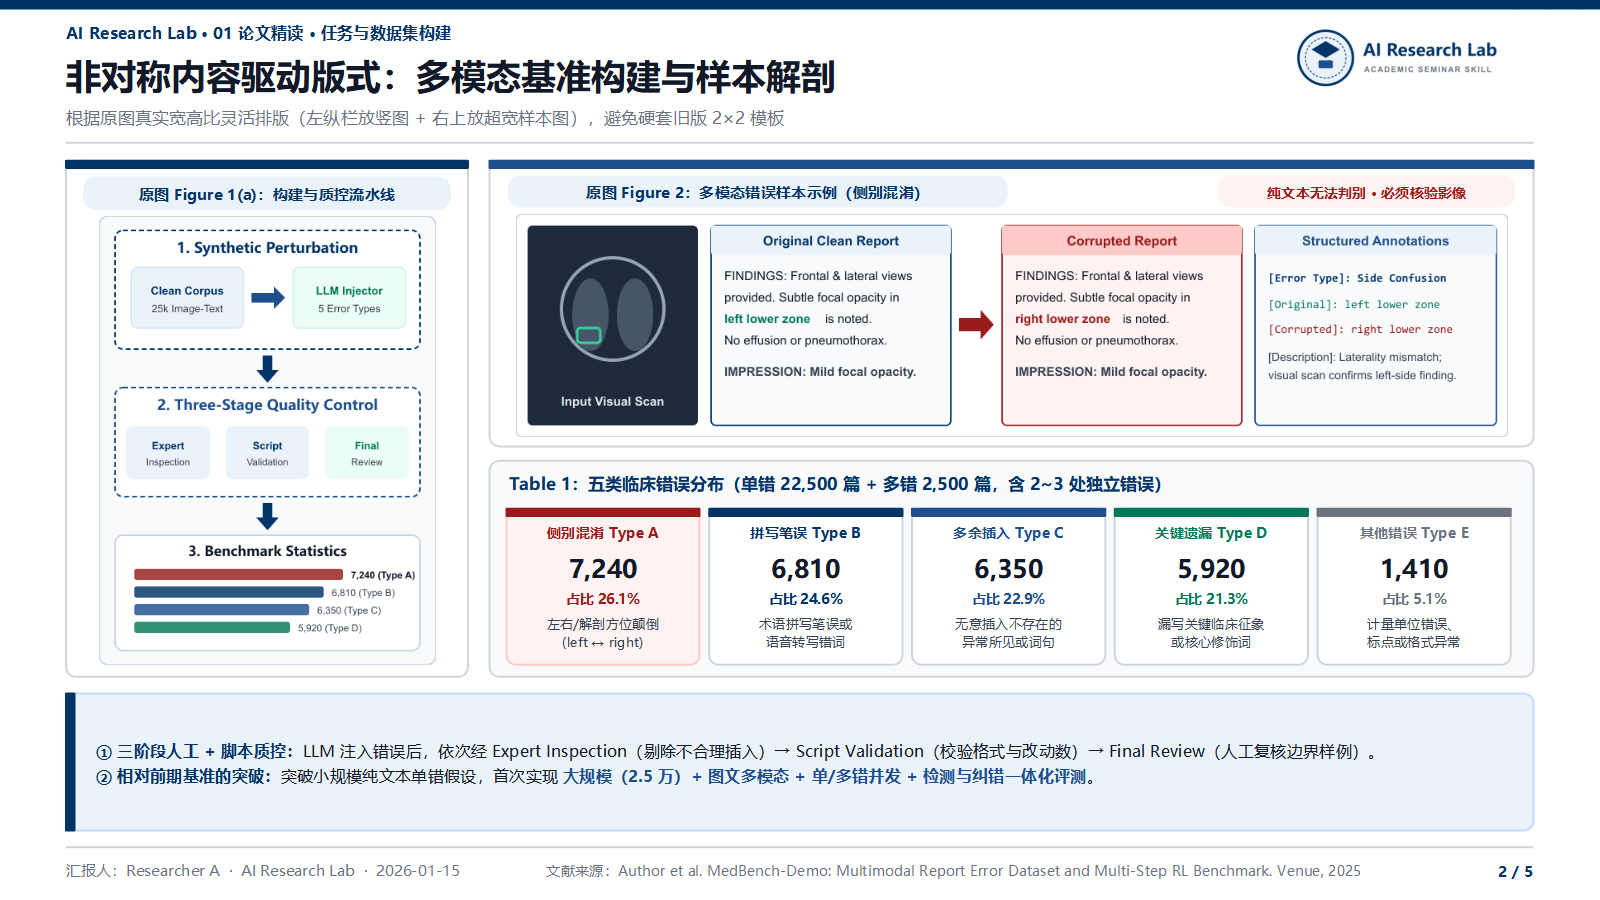 AI Research Lab • 01 论文精读 • 任务与数据集构建
非对称内容驱动版式：多模态基准构建与样本解剖
根据原图真实宽高比灵活排版（左纵栏放竖图 + 右上放超宽样本图），避免硬套旧版 2×2 模板
AI Research Lab
ACADEMIC SEMINAR SKILL
原图 Figure 1(a)：构建与质控流水线
1. Synthetic Perturbation
Clean Corpus
25k Image-Text
LLM Injector
5 Error Types
2. Three-Stage Quality Control
Expert
Inspection
Script
Validation
Final
Review
3. Benchmark Statistics
7,240 (Type A)
6,810 (Type B)
6,350 (Type C)
5,920 (Type D)
原图 Figure 2：多模态错误样本示例（侧别混淆）
纯文本无法判别 • 必须核验影像
Input Visual Scan
Original Clean Report
FINDINGS: Frontal & lateral views
provided. Subtle focal opacity in
left lower zone is noted.
No effusion or pneumothorax.
IMPRESSION: Mild focal opacity.
Corrupted Report
FINDINGS: Frontal & lateral views
provided. Subtle focal opacity in
right lower zone is noted.
No effusion or pneumothorax.
IMPRESSION: Mild focal opacity.
Structured Annotations
[Error Type]: Side Confusion
[Original]: left lower zone
[Corrupted]: right lower zone
[Description]: Laterality mismatch;
visual scan confirms left-side finding.
Table 1：五类临床错误分布（单错 22,500 篇 + 多错 2,500 篇，含 2~3 处独立错误）
侧别混淆 Type A
7,240
占比 26.1%
左右/解剖方位颠倒
(left ↔ right)
拼写笔误 Type B
6,810
占比 24.6%
术语拼写笔误或
语音转写错词
多余插入 Type C
6,350
占比 22.9%
无意插入不存在的
异常所见或词句
关键遗漏 Type D
5,920
占比 21.3%
漏写关键临床征象
或核心修饰词
其他错误 Type E
1,410
占比 5.1%
计量单位错误、
标点或格式异常
① 三阶段人工 + 脚本质控：LLM 注入错误后，依次经 Expert Inspection（剔除不合理插入）→ Script Validation（校验格式与改动数）→ Final Review（人工复核边界样例）。
② 相对前期基准的突破：突破小规模纯文本单错假设，首次实现 大规模（2.5 万）+ 图文多模态 + 单/多错并发 + 检测与纠错一体化评测。
汇报人：Researcher A · AI Research Lab · 2026-01-15
文献来源：Author et al. MedBench-Demo: Multimodal Report Error Dataset and Multi-Step RL Benchmark. Venue, 2025
2 / 5